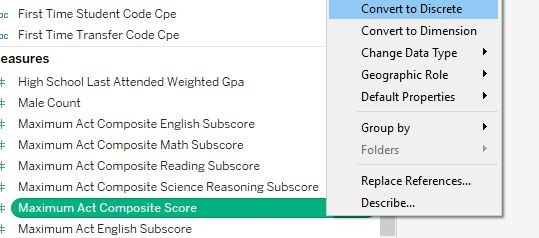 First Time Student Code Cpe
First Time Transfer Code Cpe
easures
High School Last Attended Weighted Gpa
Male Count
Maximum Act Composite English Subscore
Maximum Act Composite Math Subscore
Maximum Act Composite Reading Subscore
Maximum Act Composite Science Reasoning Subscore
Maximum Act Composite Score
Maximum Act English Subscore
Convert to Discrete
Convert to Dimension
Change Data Type
Geographic Role
Default Properties
Group by
Folders
Replace References...
Describe...